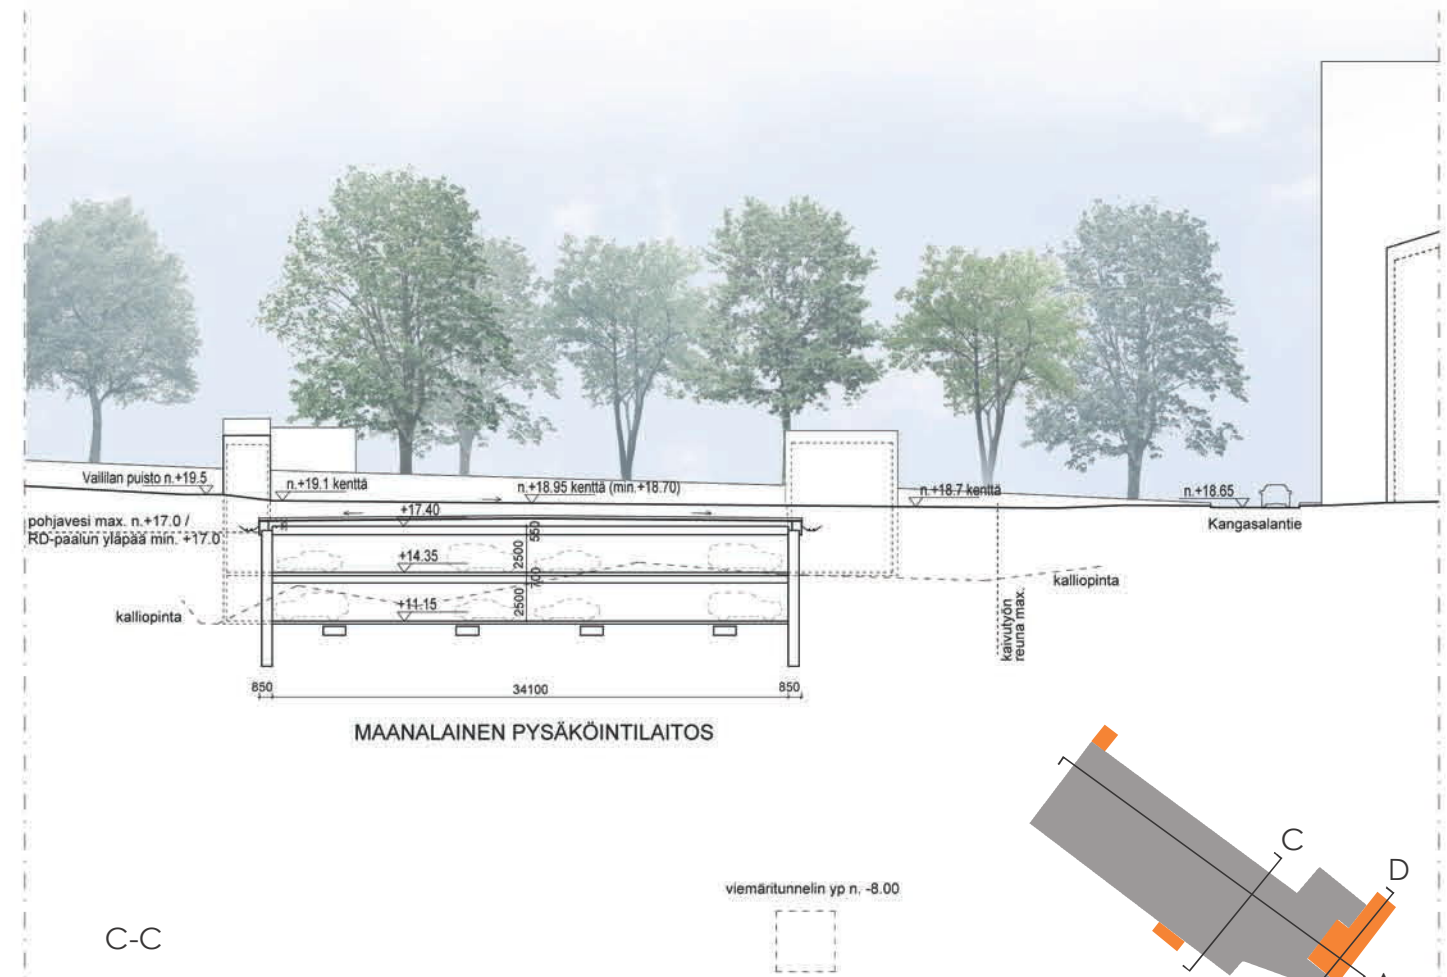 Vallilan puisto n.+19.5
n.+19.1 kenttä
n.+18.95 kenttä (min.+18.70)
n.+18.7 kenttä
n.+18.65
Kangasalantie
pohjavesi max. n.+17.0 /
RD-paalun yläpää min. +17.0
+17.40
550
+14.35
2500
700
kalliopinta
kalliopinta
+11.15
2500
kaivutyön
reuna max.
850
34100
850
MAANALAINEN PYSÄKÖINTILAITOS
C
D
viemäritunnelin yp n. -8.00
C-C